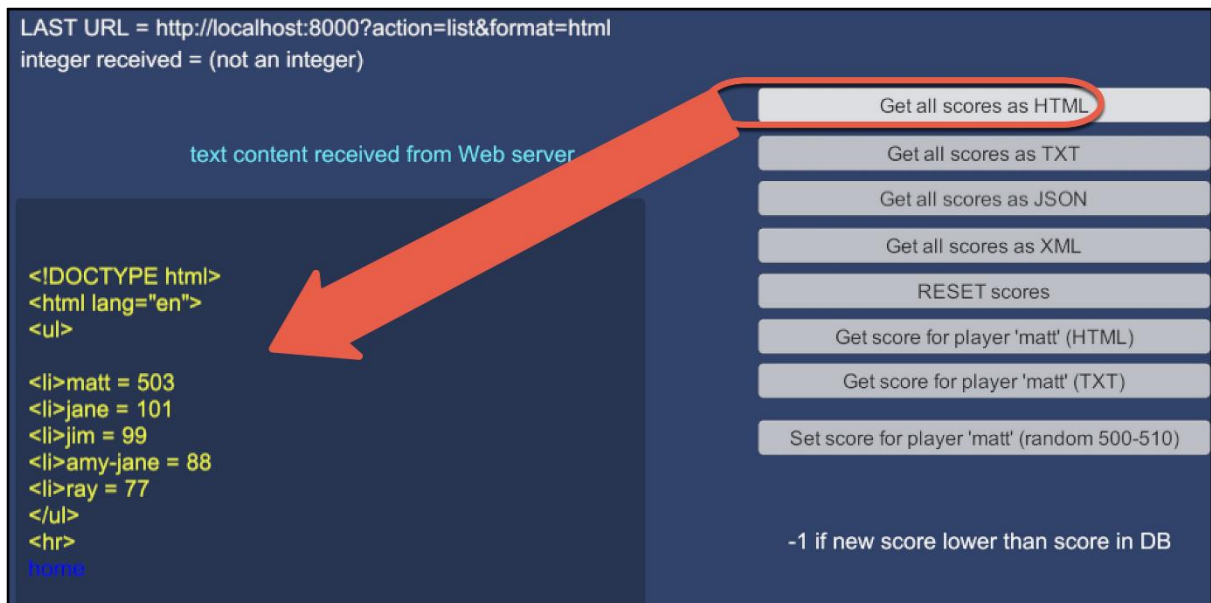 LAST URL = http://localhost:8000?action=list&format=html
integer received = (not an integer)
text content received from Web server
<!DOCTYPE html>
<html lang="en">
<ul>
<li>matt = 503
<li>jane = 101
<li>jim = 99
<li>amy-jane = 88
<li>ray = 77
</ul>
<hr>
home
Get all scores as HTML
Get all scores as TXT
Get all scores as JSON
Get all scores as XML
RESET scores
Get score for player 'matt' (HTML)
Get score for player 'matt' (TXT)
Set score for player 'matt' (random 500-510)
-1 if new score lower than score in DB